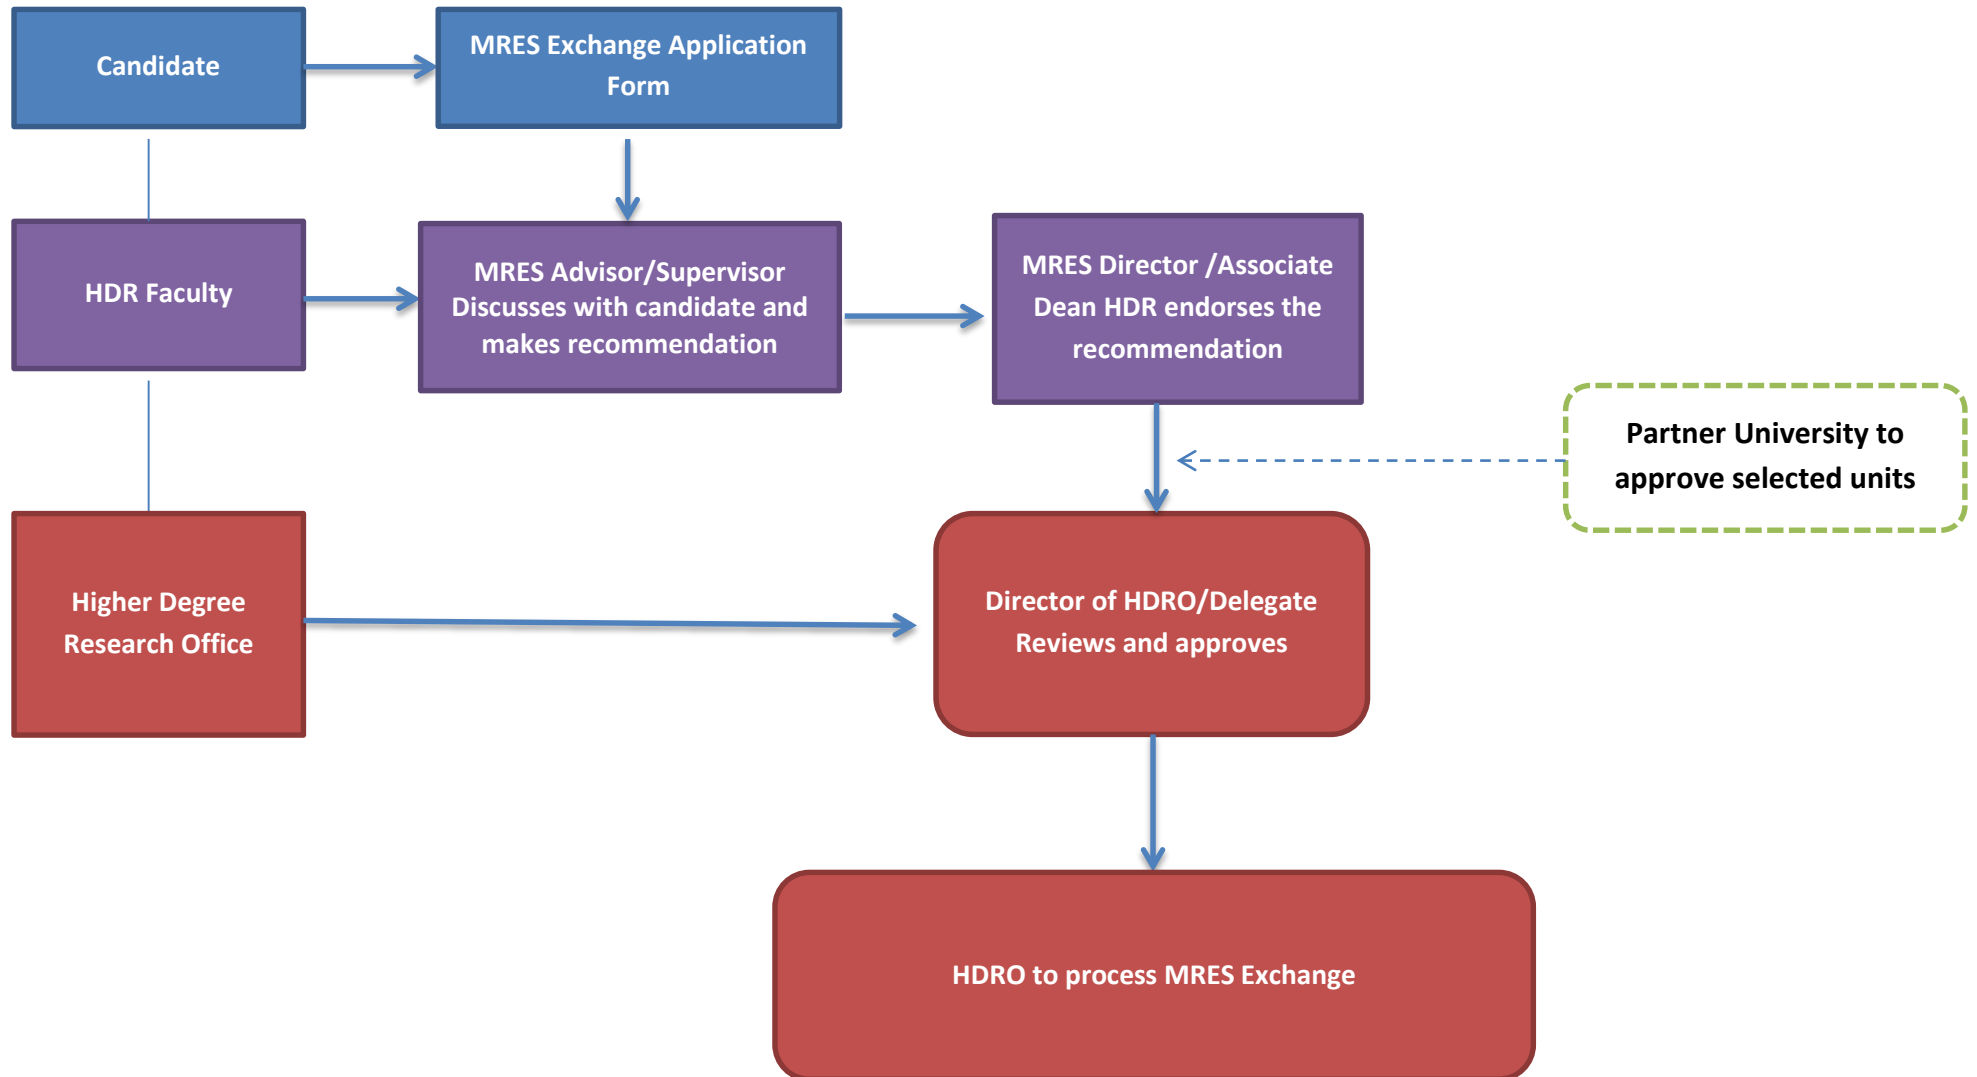 Candidate
MRES Exchange Application
Form
HDR Faculty
MRES Advisor/Supervisor
Discusses with candidate and
makes recommendation
MRES Director /Associate
Dean HDR endorses the
recommendation
Partner University to
approve selected units
Higher Degree
Research Office
Director of HDRO/Delegate
Reviews and approves
HDRO to process MRES Exchange